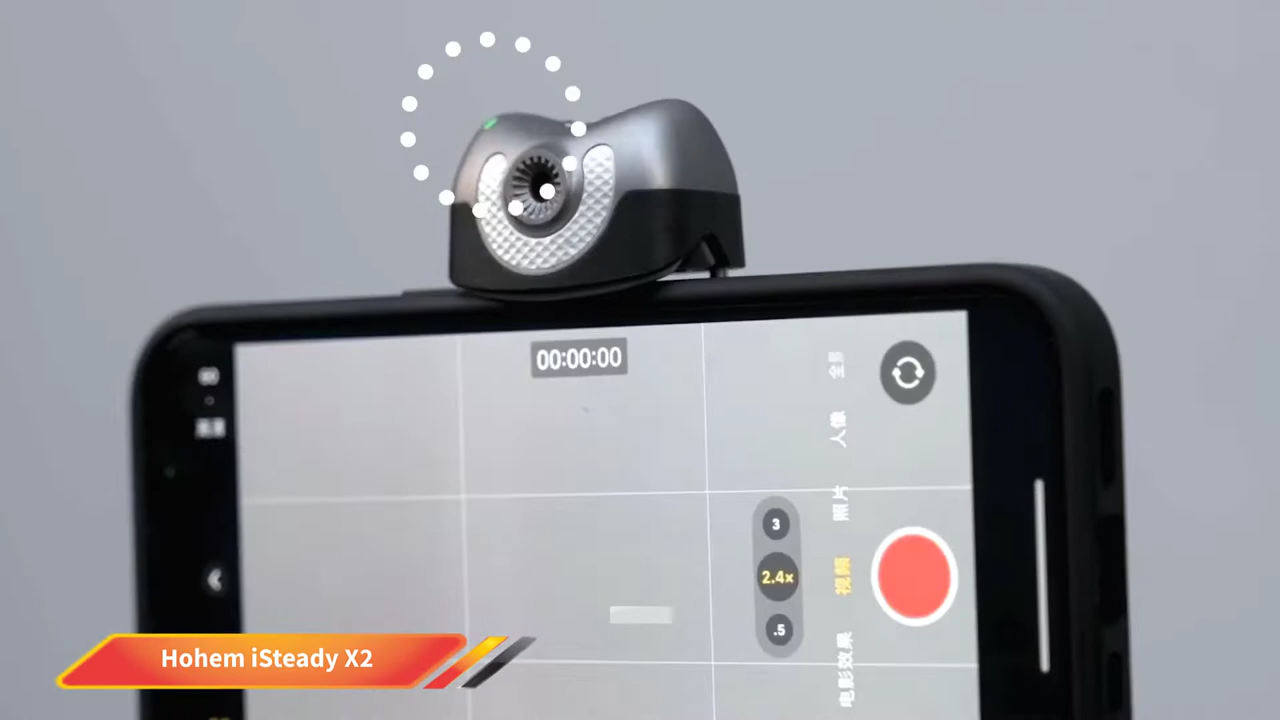 00:00:00
全景
人像
照片
视频
电影效果
3
2.4×
.5
Hohem iSteady X2